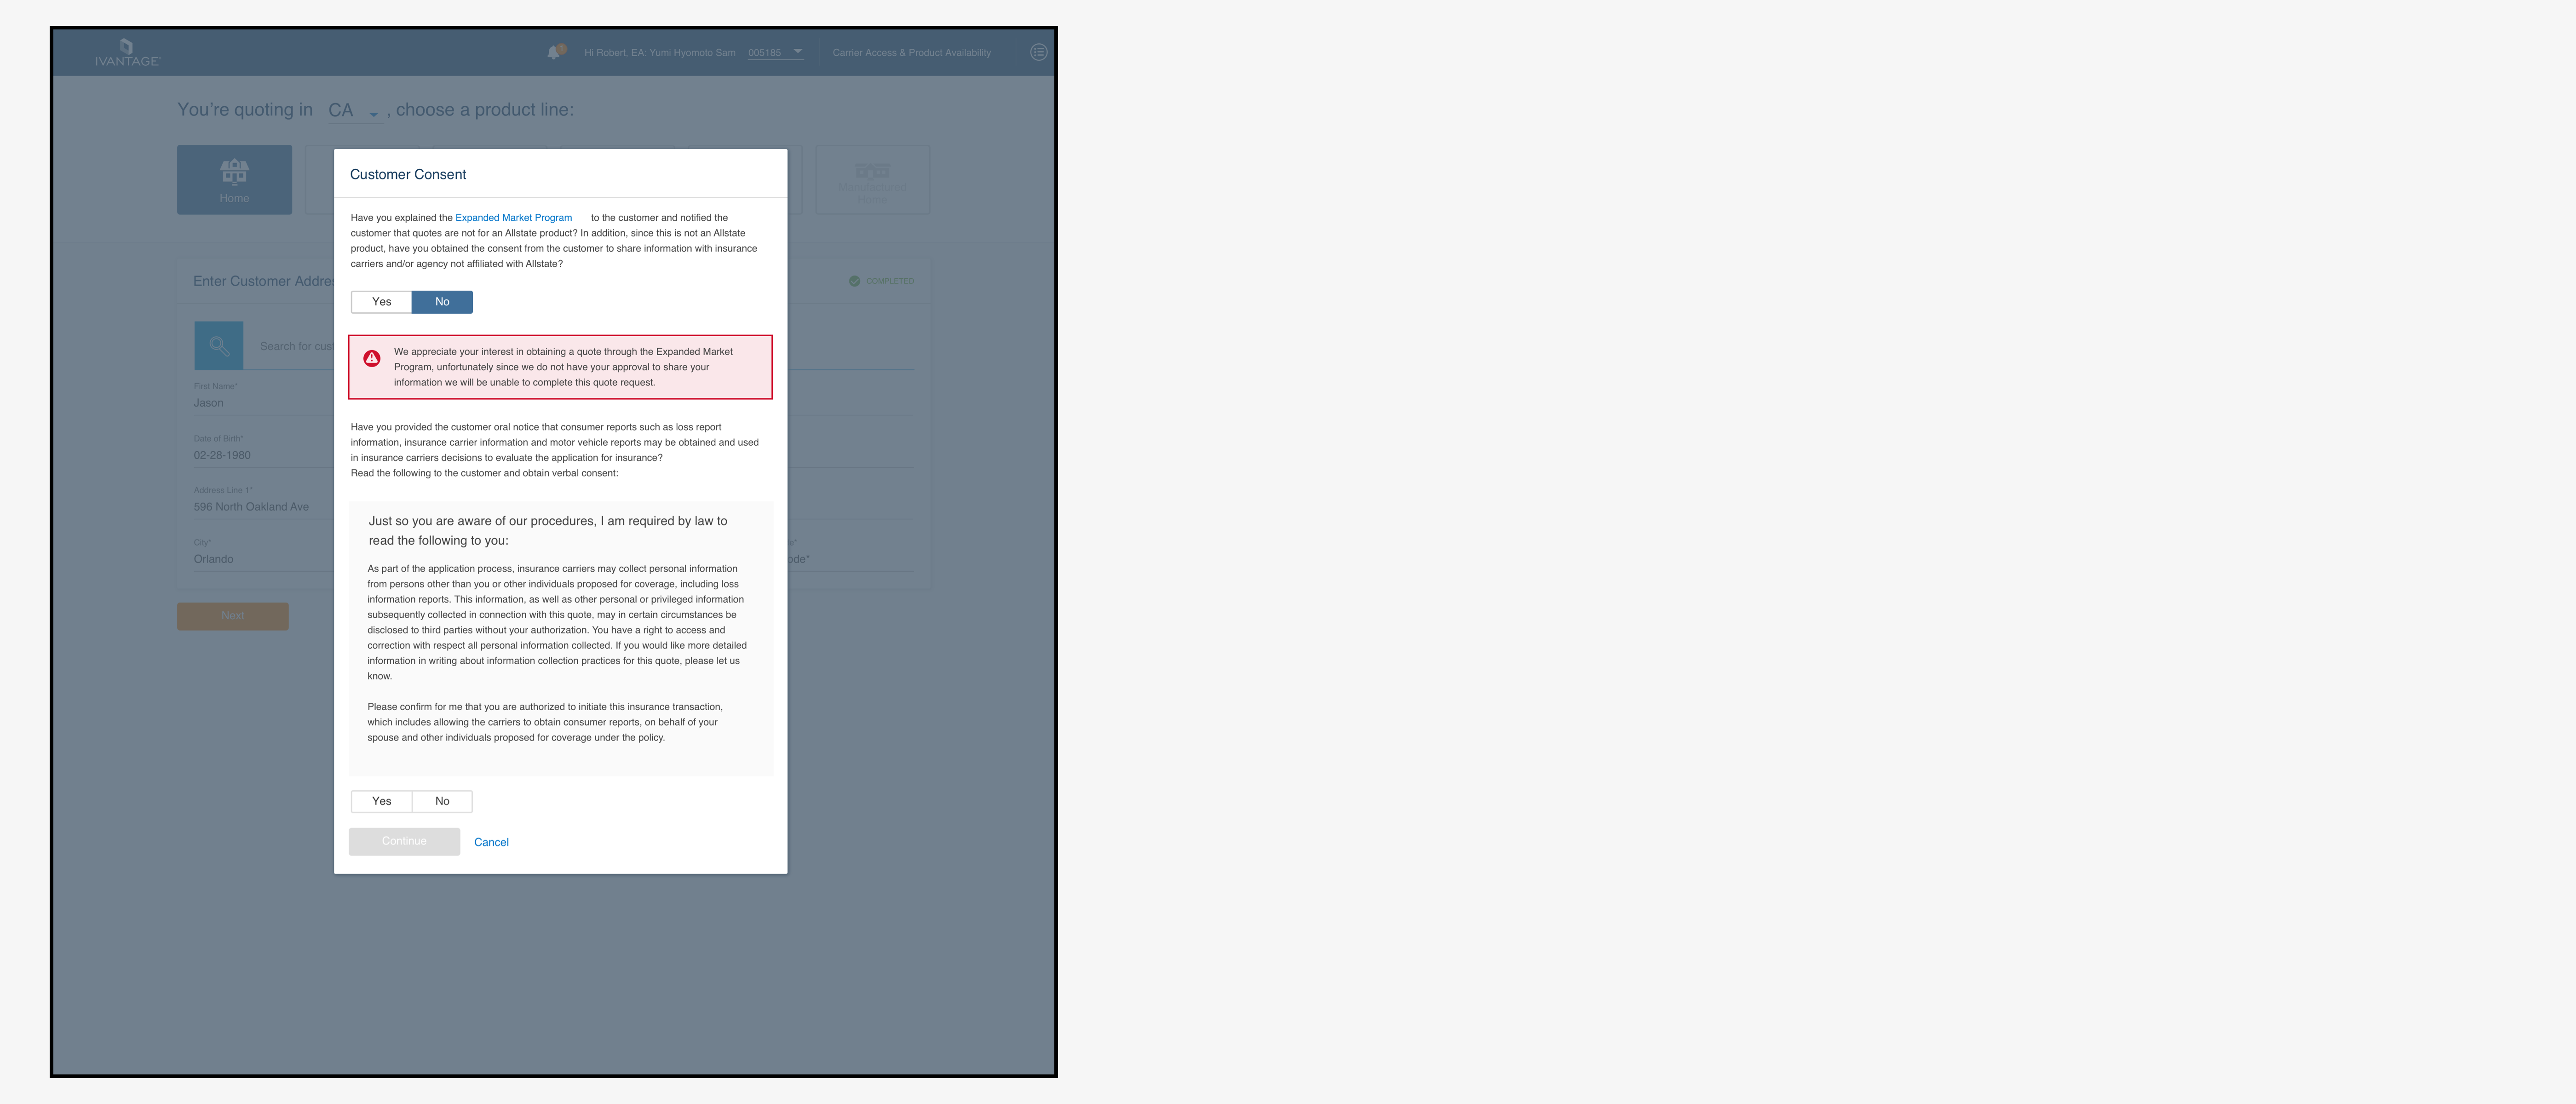 IVANTAGE
1
Hi Robert, EA: Yumi Hyomoto Sam
005185
Carrier Access & Product Availability
You're quoting in CA , choose a product line:
Home
Manufactured
Home
Customer Consent
Have you explained the Expanded Market Program to the customer and notified the
customer that quotes are not for an Allstate product? In addition, since this is not an Allstate
product, have you obtained the consent from the customer to share information with insurance
carriers and/or agency not affiliated with Allstate?
Yes No
We appreciate your interest in obtaining a quote through the Expanded Market
Program, unfortunately since we do not have your approval to share your
information we will be unable to complete this quote request.
Have you provided the customer oral notice that consumer reports such as loss report
information, insurance carrier information and motor vehicle reports may be obtained and used
in insurance carriers decisions to evaluate the application for insurance?
Read the following to the customer and obtain verbal consent:
Just so you are aware of our procedures, I am required by law to
read the following to you:
As part of the application process, insurance carriers may collect personal information
from persons other than you or other individuals proposed for coverage, including loss
information reports. This information, as well as other personal or privileged information
subsequently collected in connection with this quote, may in certain circumstances be
disclosed to third parties without your authorization. You have a right to access and
correction with respect all personal information collected. If you would like more detailed
information in writing about information collection practices for this quote, please let us
know.
Please confirm for me that you are authorized to initiate this insurance transaction,
which includes allowing the carriers to obtain consumer reports, on behalf of your
spouse and other individuals proposed for coverage under the policy.
Yes No
Continue Cancel
Enter Customer Addre
COMPLETED
Search for cus
First Name*
Jason
Date of Birth*
02-28-1980
Address Line 1*
596 North Oakland Ave
City*
Orlando
ode*
Next